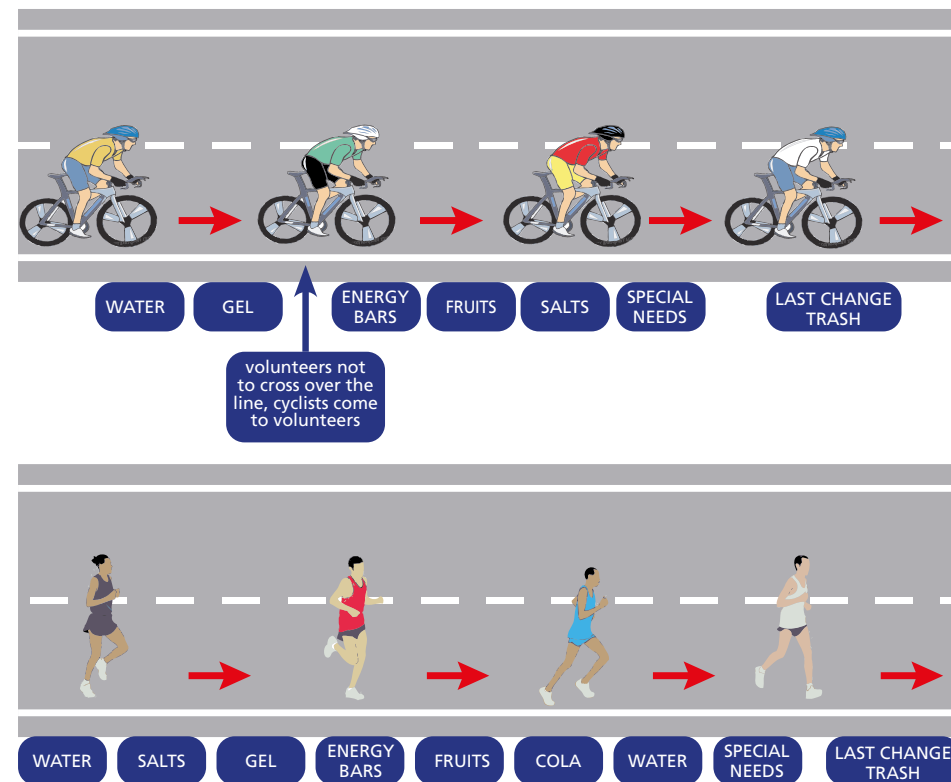 WATER
GEL
ENERGY
BARS
FRUITS
SALTS
SPECIAL
NEEDS
LAST CHANGE
TRASH
volunteers not
to cross over the
line, cyclists come
to volunteers
WATER
SALTS
GEL
ENERGY
BARS
FRUITS
COLA
WATER
SPECIAL
NEEDS
LAST CHANGE
TRASH